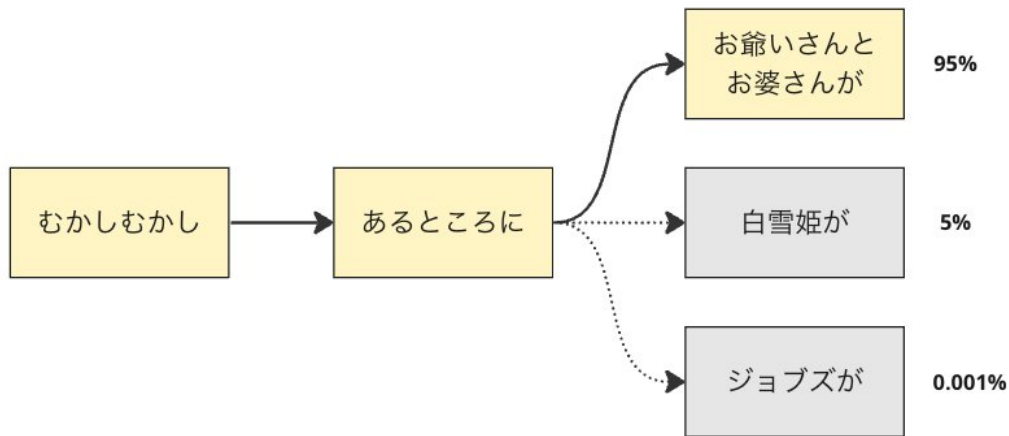 むかしむかし
あるところに
お爺いさんと
お婆さんが
95%
白雪姫が
5%
ジョブズが
0.001%